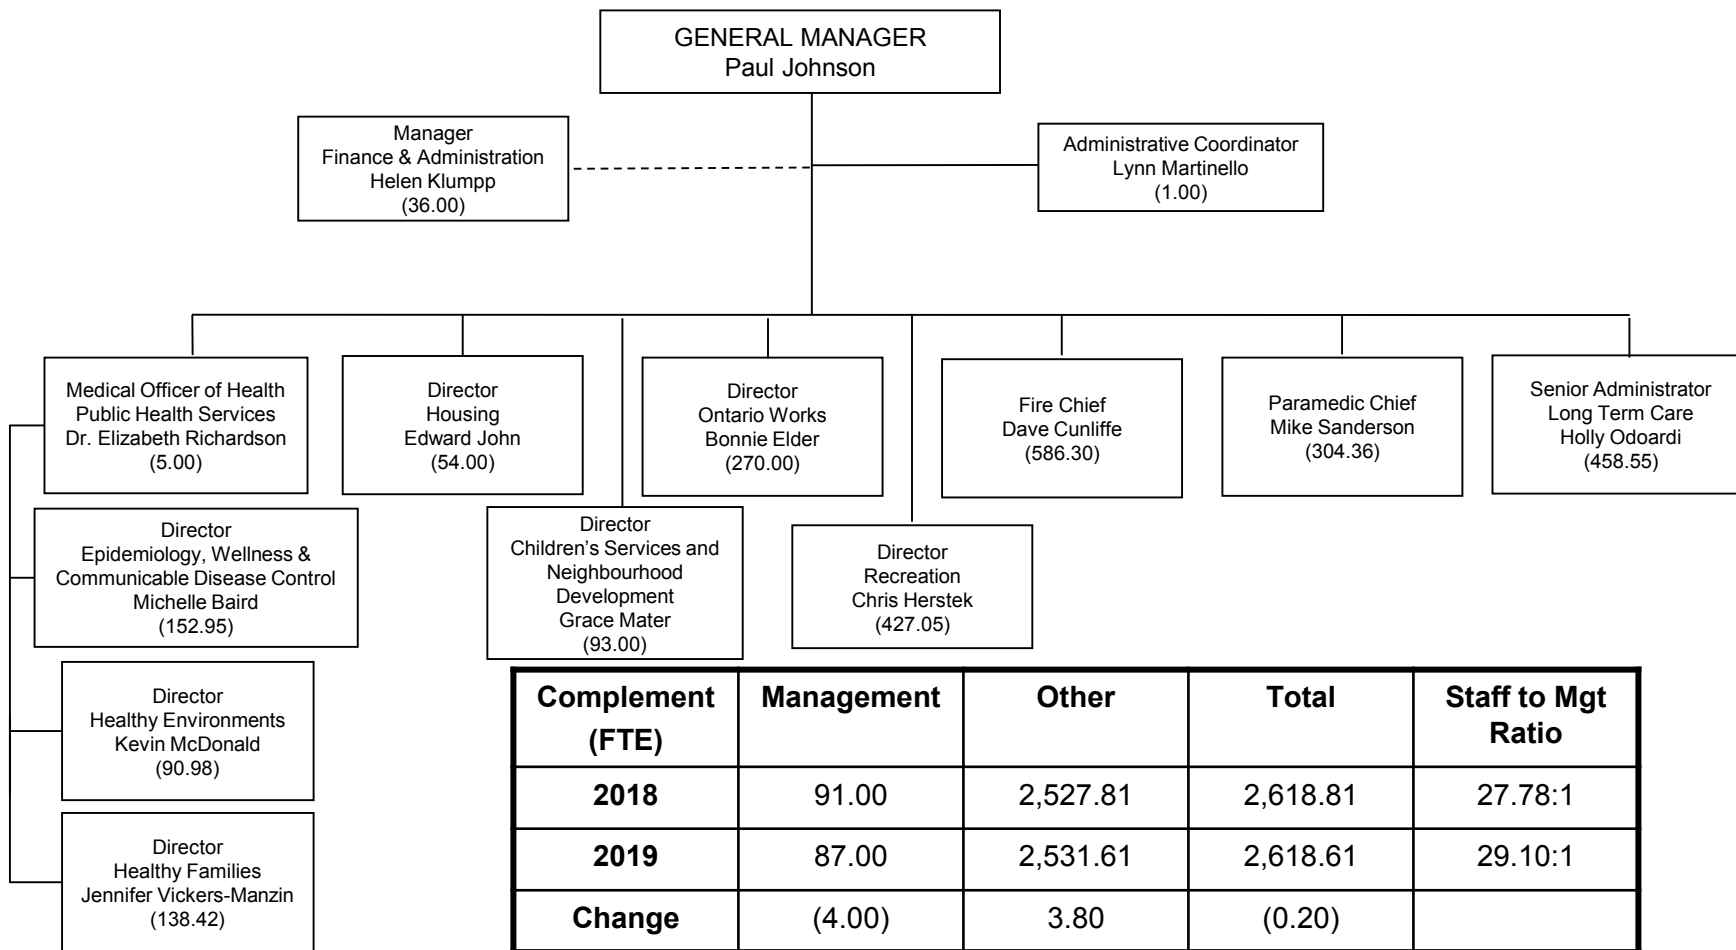 GENERAL MANAGER
Paul Johnson
Manager
Finance & Administration
Helen Klumpp
(36.00)
Administrative Coordinator
Lynn Martinello
(1.00)
Medical Officer of Health
Public Health Services
Dr. Elizabeth Richardson
(5.00)
Director
Housing
Edward John
(54.00)
Director
Ontario Works
Bonnie Elder
(270.00)
Fire Chief
Dave Cunliffe
(586.30)
Paramedic Chief
Mike Sanderson
(304.36)
Senior Administrator
Long Term Care
Holly Odoardi
(458.55)
Director
Epidemiology, Wellness &
Communicable Disease Control
Michelle Baird
(152.95)
Director
Children’s Services and
Neighbourhood
Development
Grace Mater
(93.00)
Director
Recreation
Chris Herstek
(427.05)
Director
Healthy Environments
Kevin McDonald
(90.98)
Director
Healthy Families
Jennifer Vickers-Manzin
(138.42)
Complement (FTE) Management Other Total Staff to Mgt Ratio
2018 91.00 2,527.81 2,618.81 27.78:1
2019 87.00 2,531.61 2,618.61 29.10:1
Change (4.00) 3.80 (0.20)